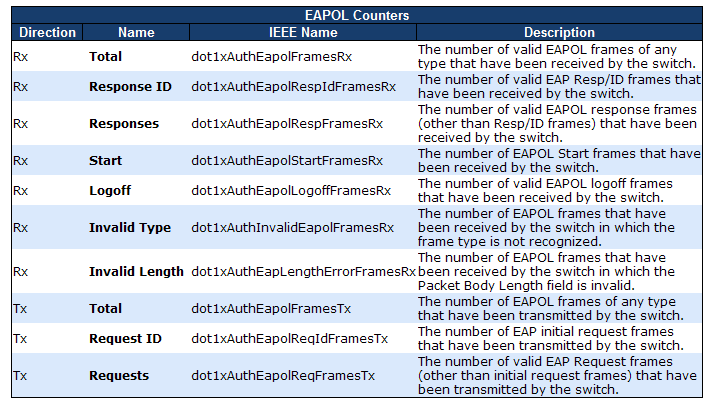 EAPOL Counters
Direction Name IEEE Name Description
Rx Total dot1xAuthEapolFramesRx The number of valid EAPOL frames of any
type that have been received by the switch.
Rx Response ID dot1xAuthEapolRespIdFramesRx The number of valid EAP Resp/ID frames that
have been received by the switch.
Rx Responses dot1xAuthEapolRespFramesRx The number of valid EAPOL response frames
(other than Resp/ID frames) that have been
received by the switch.
Rx Start dot1xAuthEapolStartFramesRx The number of EAPOL Start frames that have
been received by the switch.
Rx Logoff dot1xAuthEapolLogoffFramesRx The number of valid EAPOL logoff frames
that have been received by the switch.
Rx Invalid Type dot1xAuthInvalidEapolFramesRx The number of EAPOL frames that have
been received by the switch in which the
frame type is not recognized.
Rx Invalid Length dot1xAuthEapLengthErrorFramesRx The number of EAPOL frames that have
been received by the switch in which the
Packet Body Length field is invalid.
Tx Total dot1xAuthEapolFramesTx The number of EAPOL frames of any type
that have been transmitted by the switch.
Tx Request ID dot1xAuthEapolReqIdFramesTx The number of EAP initial request frames
that have been transmitted by the switch.
Tx Requests dot1xAuthEapolReqFramesTx The number of valid EAP Request frames
(other than initial request frames) that have
been transmitted by the switch.